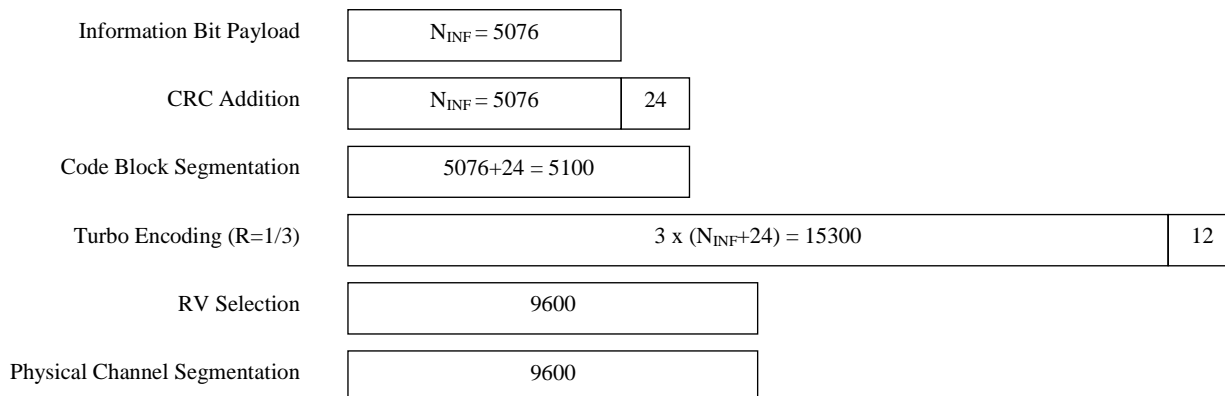 Information Bit Payload
N_INF = 5076
CRC Addition
N_INF = 5076
24
Code Block Segmentation
5076+24 = 5100
Turbo Encoding (R=1/3)
3 x (N_INF+24) = 15300
12
RV Selection
9600
Physical Channel Segmentation
9600